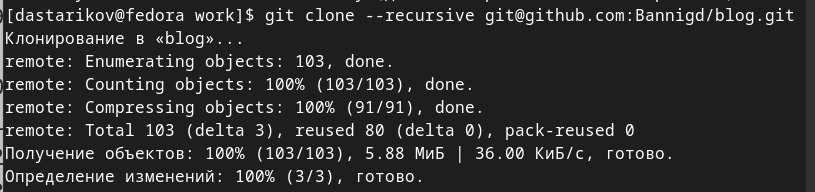 [dastarikov@fedora work]$ git clone --recursive git@github.com:Bannigd/blog.git
Клонирование в «blog»...
remote: Enumerating objects: 103, done.
remote: Counting objects: 100% (103/103), done.
remote: Compressing objects: 100% (91/91), done.
remote: Total 103 (delta 3), reused 80 (delta 0), pack-reused 0
Получение объектов: 100% (103/103), 5.88 МиБ | 36.00 КиБ/с, готово.
Определение изменений: 100% (3/3), готово.